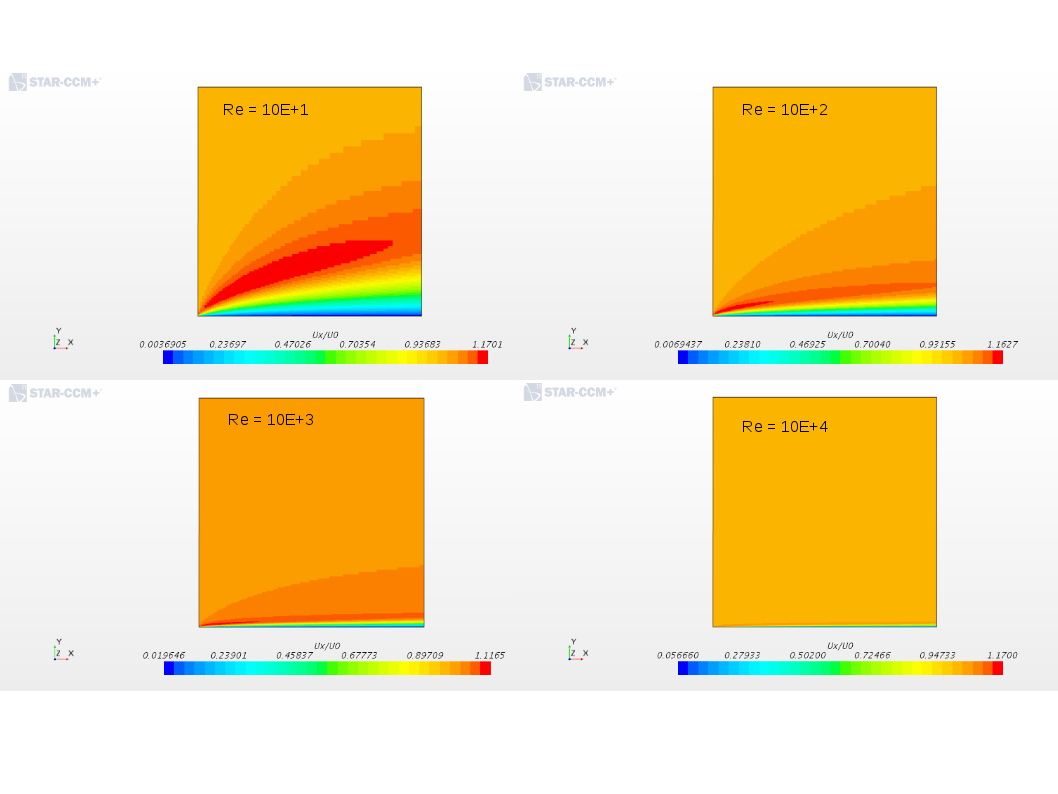 STAR-CCM+
Re = 10E+1
Y
Z X
Ux/U0
0.0036905 0.23697 0.47026 0.70354 0.93683 1.1701
STAR-CCM+
Re = 10E+2
Y
Z X
Ux/U0
0.0069437 0.23810 0.46925 0.70040 0.93155 1.1627
STAR-CCM+
Re = 10E+3
Y
Z X
Ux/U0
0.019646 0.23901 0.45837 0.67773 0.89709 1.1165
STAR-CCM+
Re = 10E+4
Y
Z X
Ux/U0
0.056660 0.27933 0.50200 0.72466 0.94733 1.1700